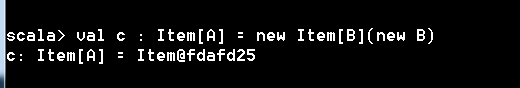 scala> val c : Item[A] = new Item[B](new B)
c: Item[A] = Item@fdafd25